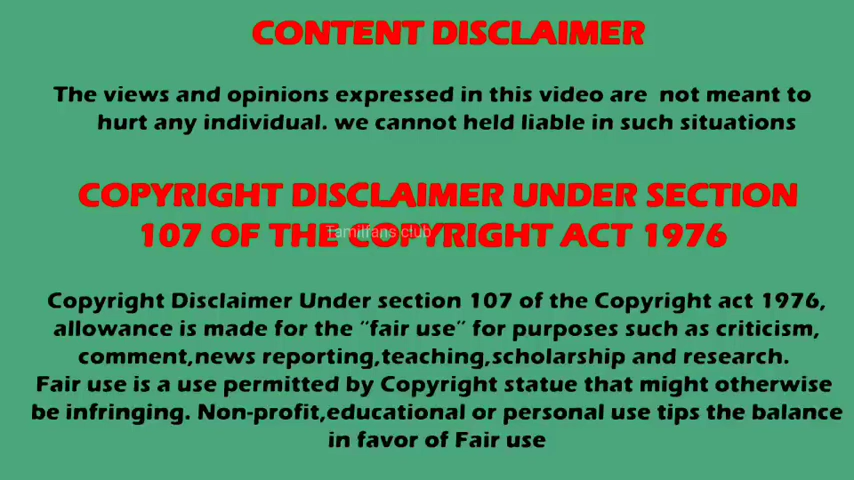 CONTENT DISCLAIMER
The views and opinions expressed in this video are not meant to
hurt any individual. we cannot held liable in such situations
COPYRIGHT DISCLAIMER UNDER SECTION
107 OF THE COPYRIGHT ACT 1976
Tamilfans.club
Copyright Disclaimer Under section 107 of the Copyright act 1976,
allowance is made for the “fair use” for purposes such as criticism,
comment,news reporting,teaching,scholarship and research.
Fair use is a use permitted by Copyright statue that might otherwise
be infringing. Non-profit,educational or personal use tips the balance
in favor of Fair use